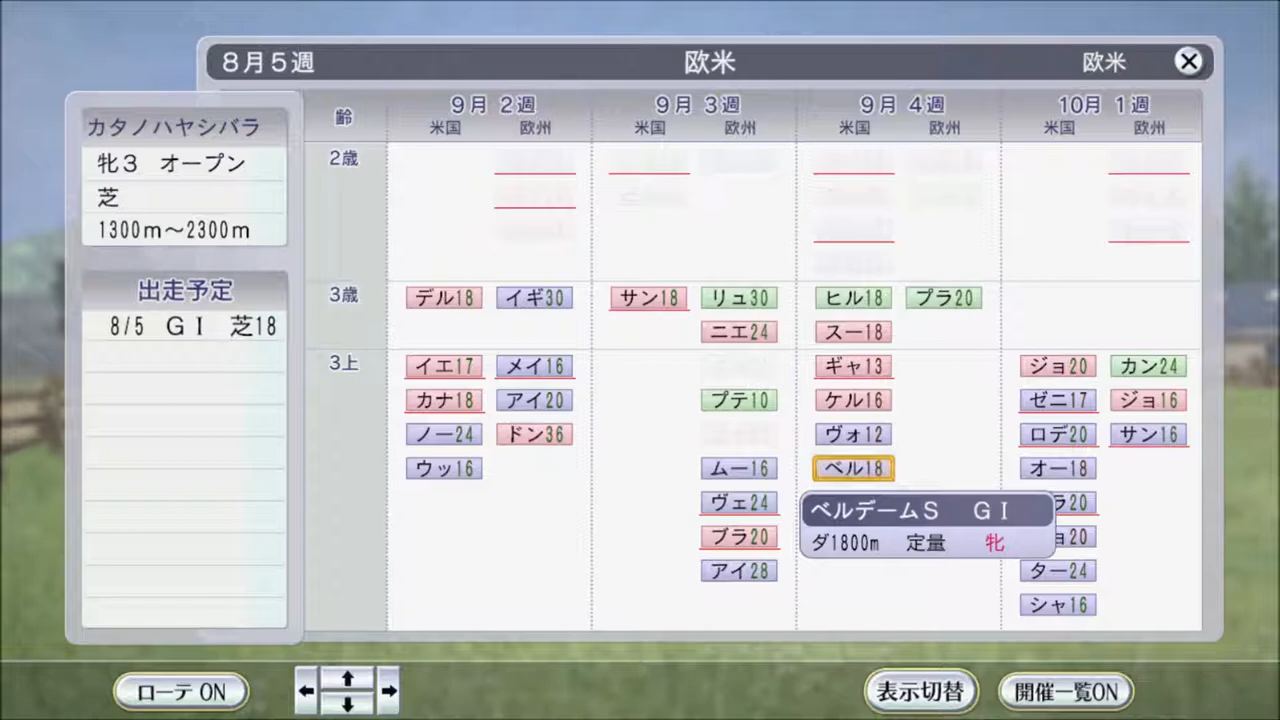 8月5週 欧米 欧米
カタノハヤシバラ
牝3 オープン
芝
1300m～2300m
出走予定
8/5 GI 芝18
齢 9月 2週 9月 3週 9月 4週 10月 1週
米国 欧州 米国 欧州 米国 欧州 米国 欧州
2歳
3歳 デル18 イギ30 サン18 リュ30 ヒル18 プラ20
ニエ24 スー18
3上 イエ17 メイ16 ギャ13 ジョ20 カン24
カナ18 アイ20 プテ10 ケル16 ゼニ17 ジョ16
ノー24 ドン36 ヴォ12 ロデ20 サン16
ウッ16 ムー16 ベル18 オー18
ヴェ24 ベルデームS GI ラ20
ブラ20 ダ1800m 定量 牝 20
アイ28 ター24
シャ16
ローテ ON 表示切替 開催一覧ON